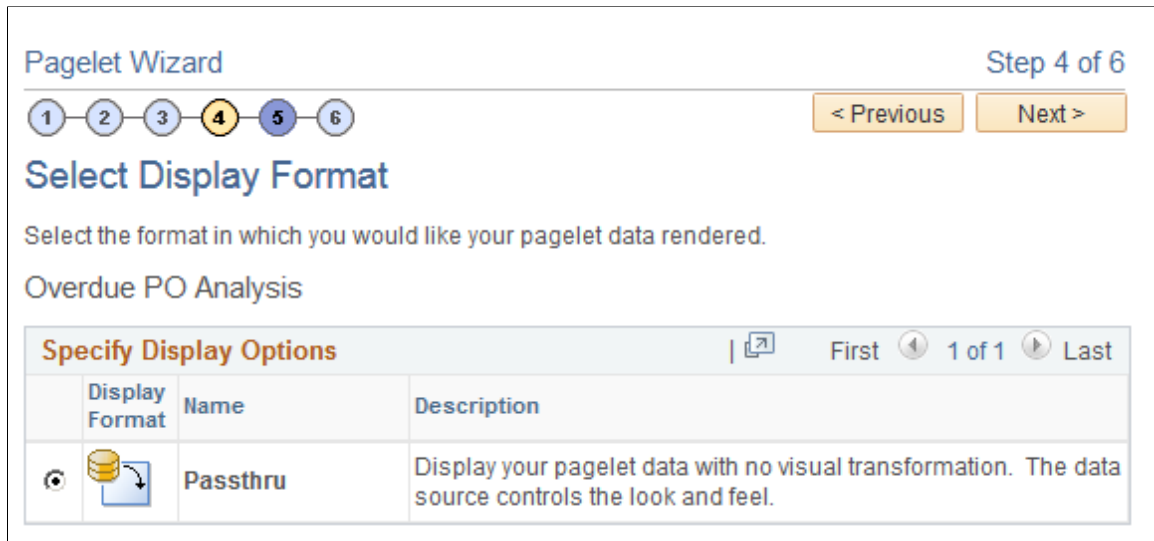 Pagelet Wizard
Step 4 of 6
1 2 3 4 5 6
< Previous
Next >
Select Display Format
Select the format in which you would like your pagelet data rendered.
Overdue PO Analysis
Specify Display Options
| First 1 of 1 Last
Display Format
Name
Description
Passthru
Display your pagelet data with no visual transformation. The data
source controls the look and feel.